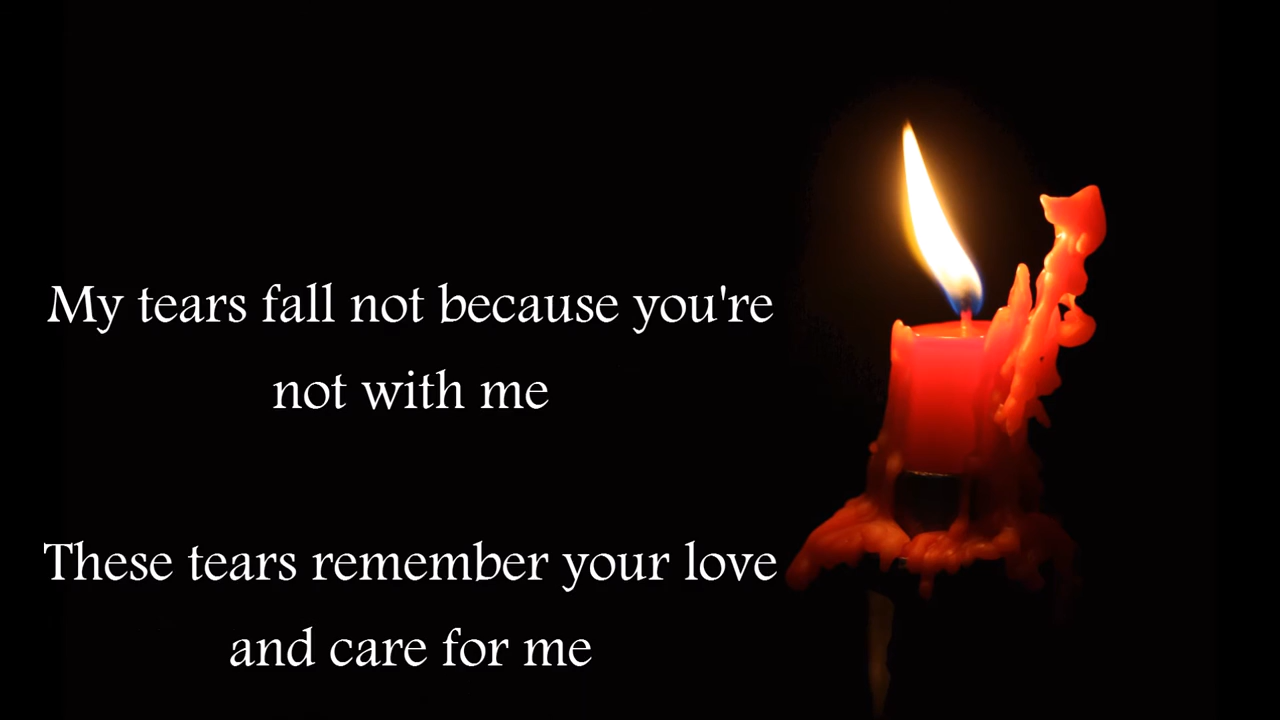 My tears fall not because you're
not with me
These tears remember your love
and care for me